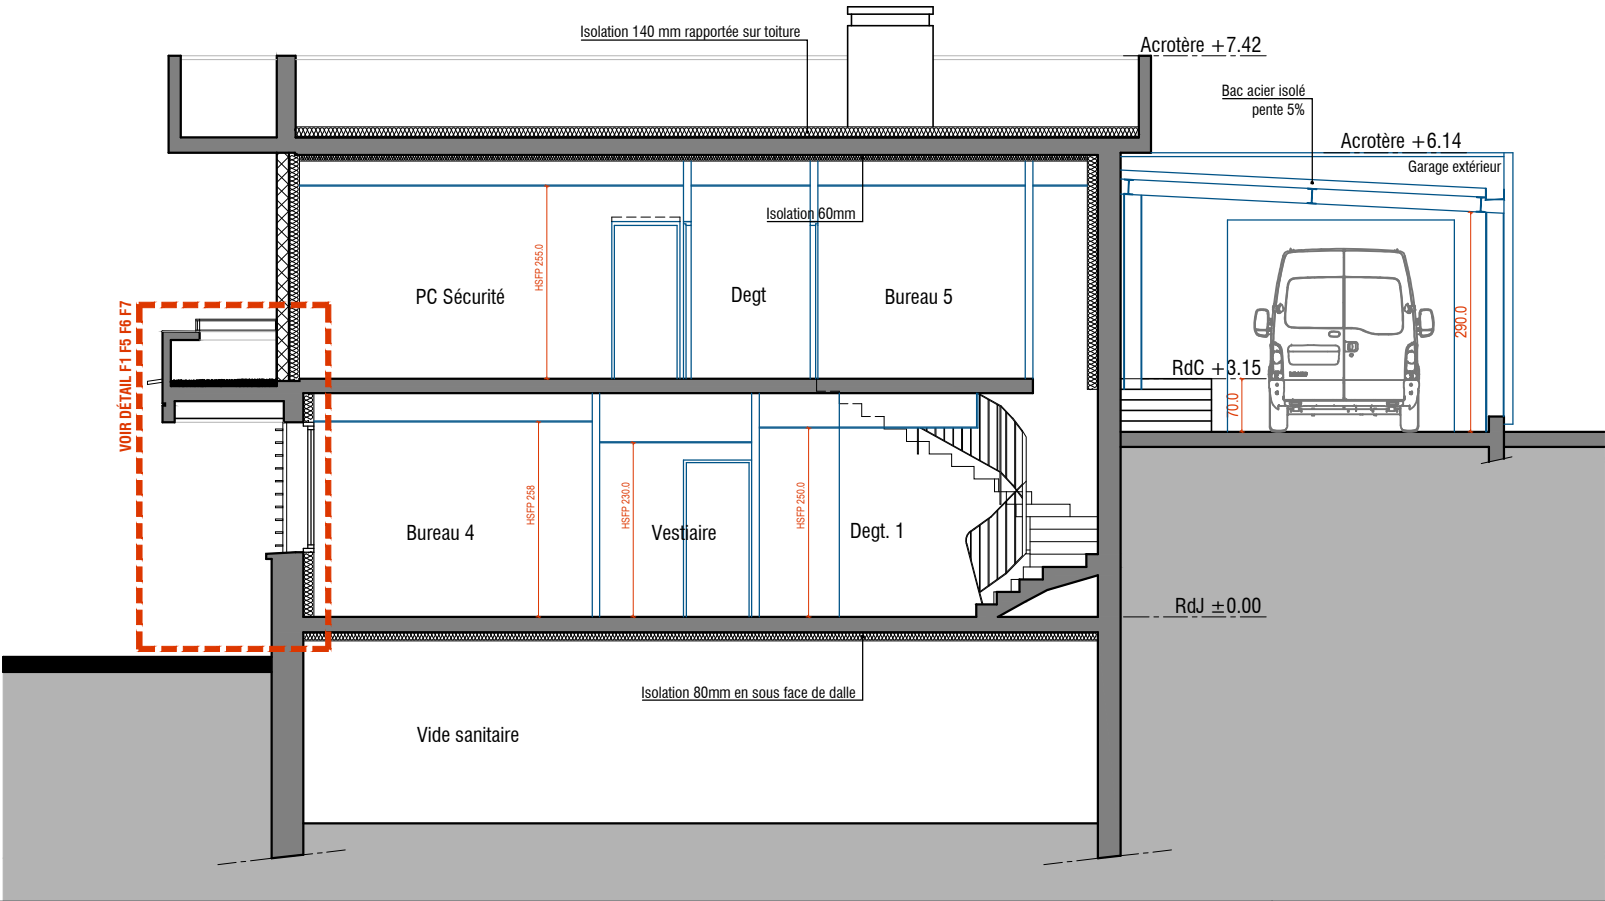 Isolation 140 mm rapportée sur toiture
Acrotère +7.42
Bac acier isolé
pente 5%
Acrotère +6.14
Garage extérieur
Isolation 60mm
HSFP 255.0
PC Sécurité
Degt
Bureau 5
VOIR DÉTAIL F1 F5 F6 F7
290.0
RdC +3.15
70.0
HSFP 258
HSFP 230.0
HSFP 250.0
Bureau 4
Vestiaire
Degt. 1
RdJ ±0.00
Isolation 80mm en sous face de dalle
Vide sanitaire